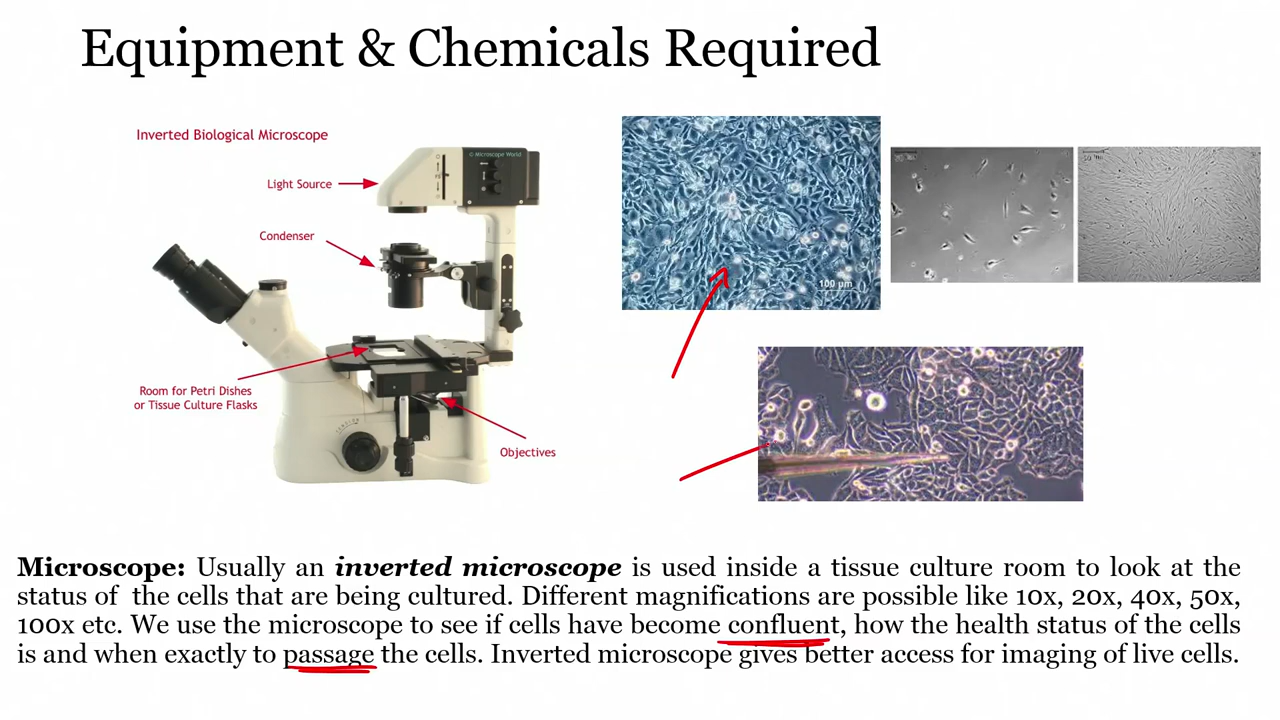 Equipment & Chemicals Required
Inverted Biological Microscope
© Microscope World
Light Source
Condenser
Room for Petri Dishes
or Tissue Culture Flasks
Objectives
100 µm
Microscope: Usually an inverted microscope is used inside a tissue culture room to look at the
status of the cells that are being cultured. Different magnifications are possible like 10x, 20x, 40x, 50x,
100x etc. We use the microscope to see if cells have become confluent, how the health status of the cells
is and when exactly to passage the cells. Inverted microscope gives better access for imaging of live cells.